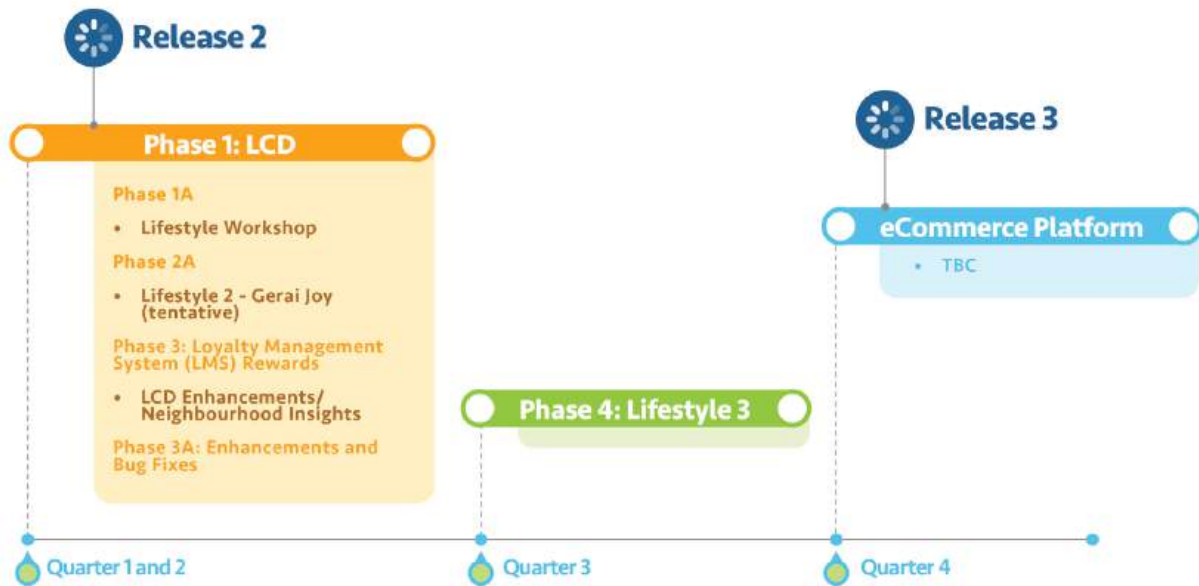 Release 2
Phase 1: LCD
Phase 1A
• Lifestyle Workshop
Phase 2A
• Lifestyle 2 - Gerai Joy
(tentative)
Phase 3: Loyalty Management
System (LMS) Rewards
• LCD Enhancements/
Neighbourhood Insights
Phase 3A: Enhancements and
Bug Fixes
Phase 4: Lifestyle 3
Release 3
eCommerce Platform
• TBC
Quarter 1 and 2
Quarter 3
Quarter 4